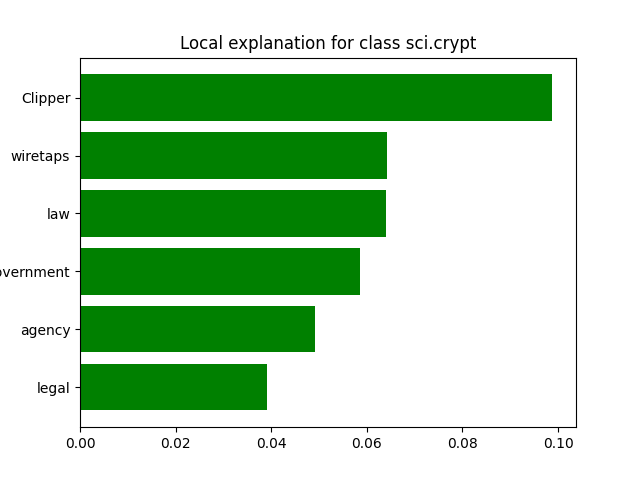 Local explanation for class sci.crypt
Clipper
wiretaps
law
overnment
agency
legal
0.00 0.02 0.04 0.06 0.08 0.10